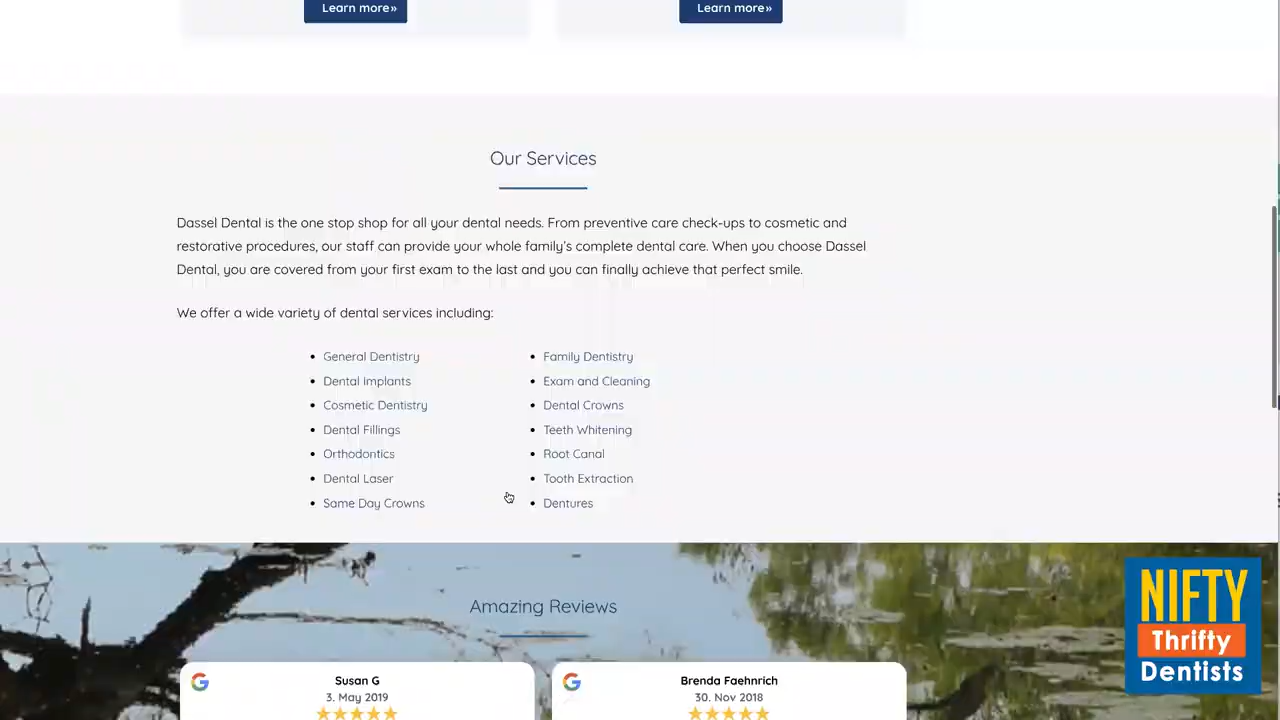 Learn more»
Learn more»
Our Services
Dassel Dental is the one stop shop for all your dental needs. From preventive care check-ups to cosmetic and
restorative procedures, our staff can provide your whole family's complete dental care. When you choose Dassel
Dental, you are covered from your first exam to the last and you can finally achieve that perfect smile.
We offer a wide variety of dental services including:
• General Dentistry
• Dental Implants
• Cosmetic Dentistry
• Dental Fillings
• Orthodontics
• Dental Laser
• Same Day Crowns
• Family Dentistry
• Exam and Cleaning
• Dental Crowns
• Teeth Whitening
• Root Canal
• Tooth Extraction
• Dentures
Amazing Reviews
Susan G
3. May 2019
Brenda Faehnrich
30. Nov 2018
NIFTY
Thrifty
Dentists